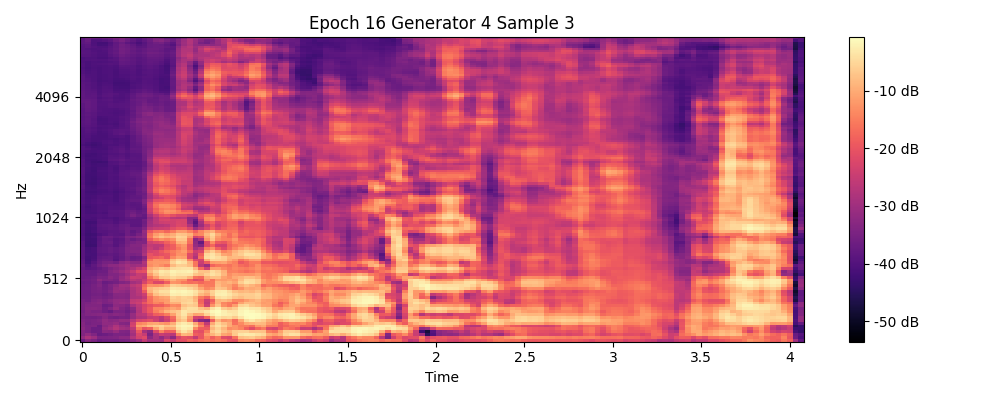 Epoch 16 Generator 4 Sample 3
Hz
4096
2048
1024
512
0
0 0.5 1 1.5 2 2.5 3 3.5 4
Time
-10 dB
-20 dB
-30 dB
-40 dB
-50 dB